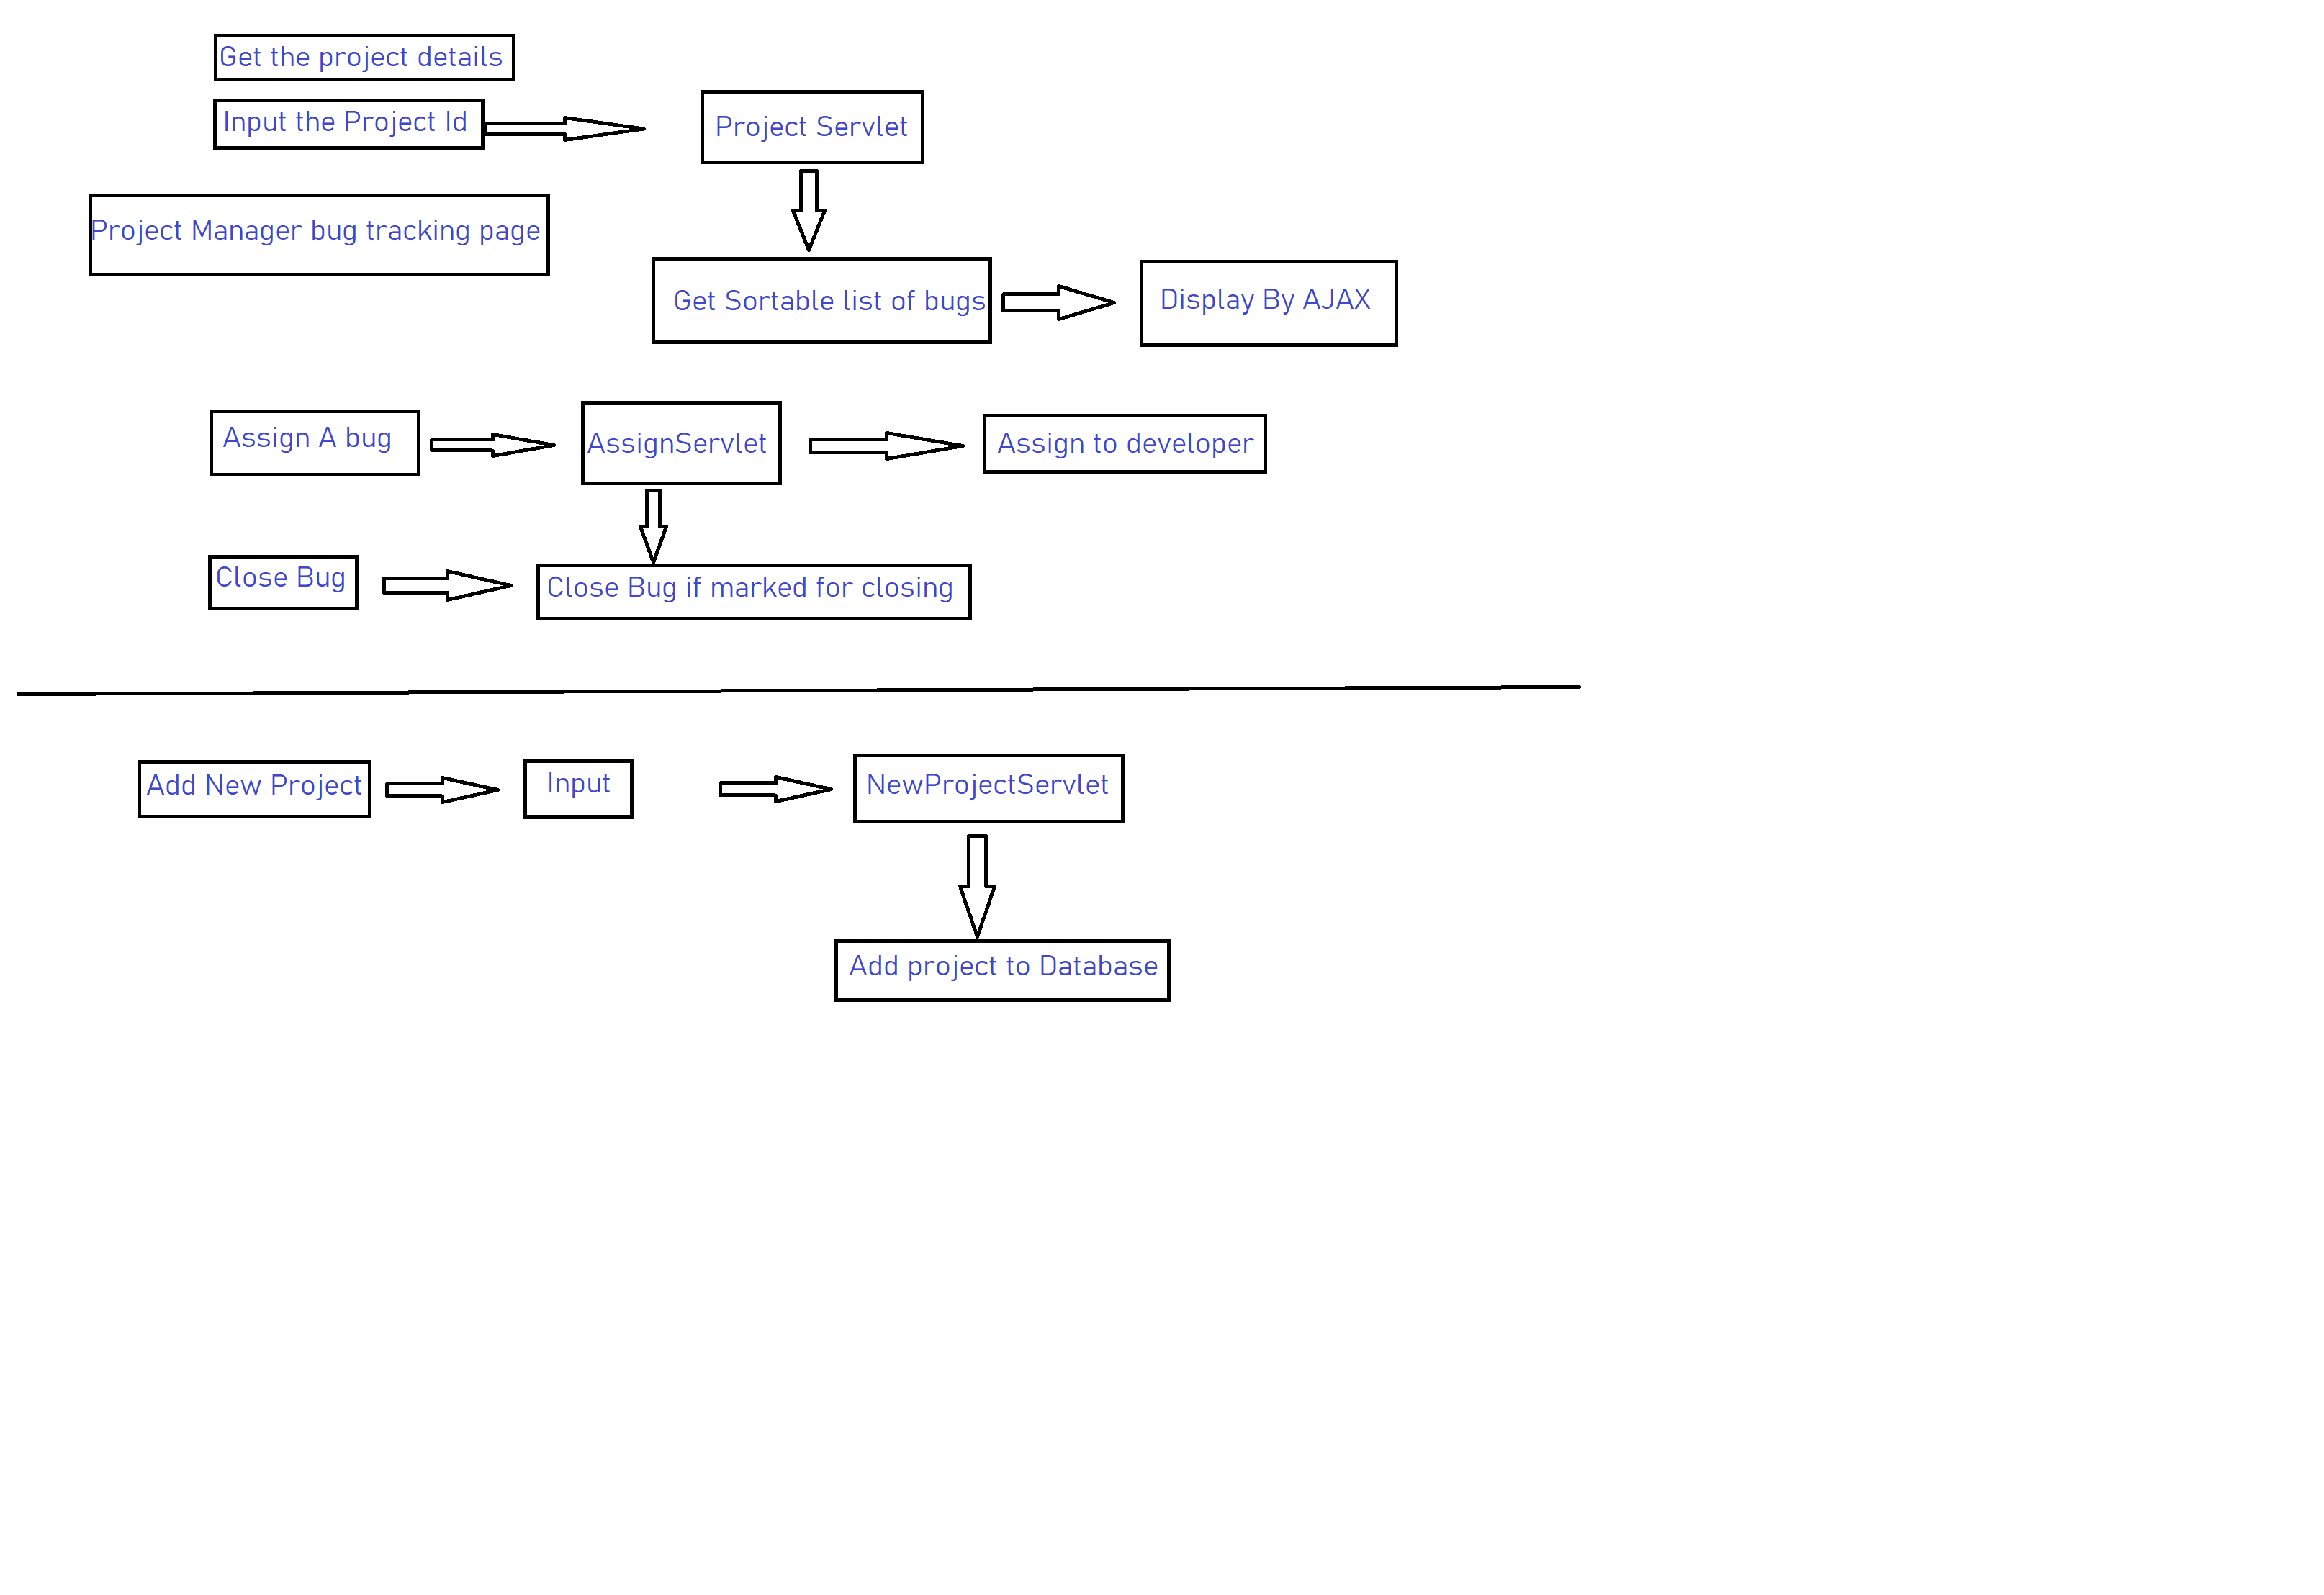 Get the project details
Input the Project Id
Project Servlet
Project Manager bug tracking page
Get Sortable list of bugs
Display By AJAX
Assign A bug
AssignServlet
Assign to developer
Close Bug
Close Bug if marked for closing
Add New Project
Input
NewProjectServlet
Add project to Database